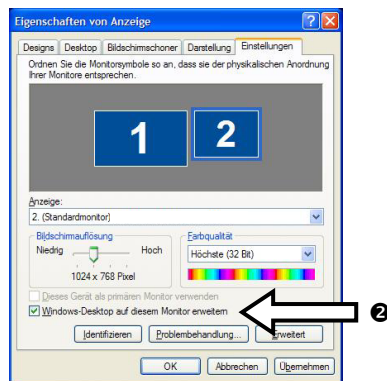 Eigenschaften von Anzeige
Designs Desktop Bildschirmschoner Darstellung Einstellungen
Ordnen Sie die Monitorsymbole so an, dass sie der physikalischen Anordnung
Ihrer Monitore entsprechen.
1 2
Anzeige:
2. (Standardmonitor)
Bildschirmauflösung
Niedrig Hoch
1024 x 768 Pixel
Farbqualität
Höchste (32 Bit)
Dieses Gerät als primären Monitor verwenden
Windows-Desktop auf diesem Monitor erweitern
❷
Identifizieren Problembehandlung... Erweitert
OK Abbrechen Übernehmen